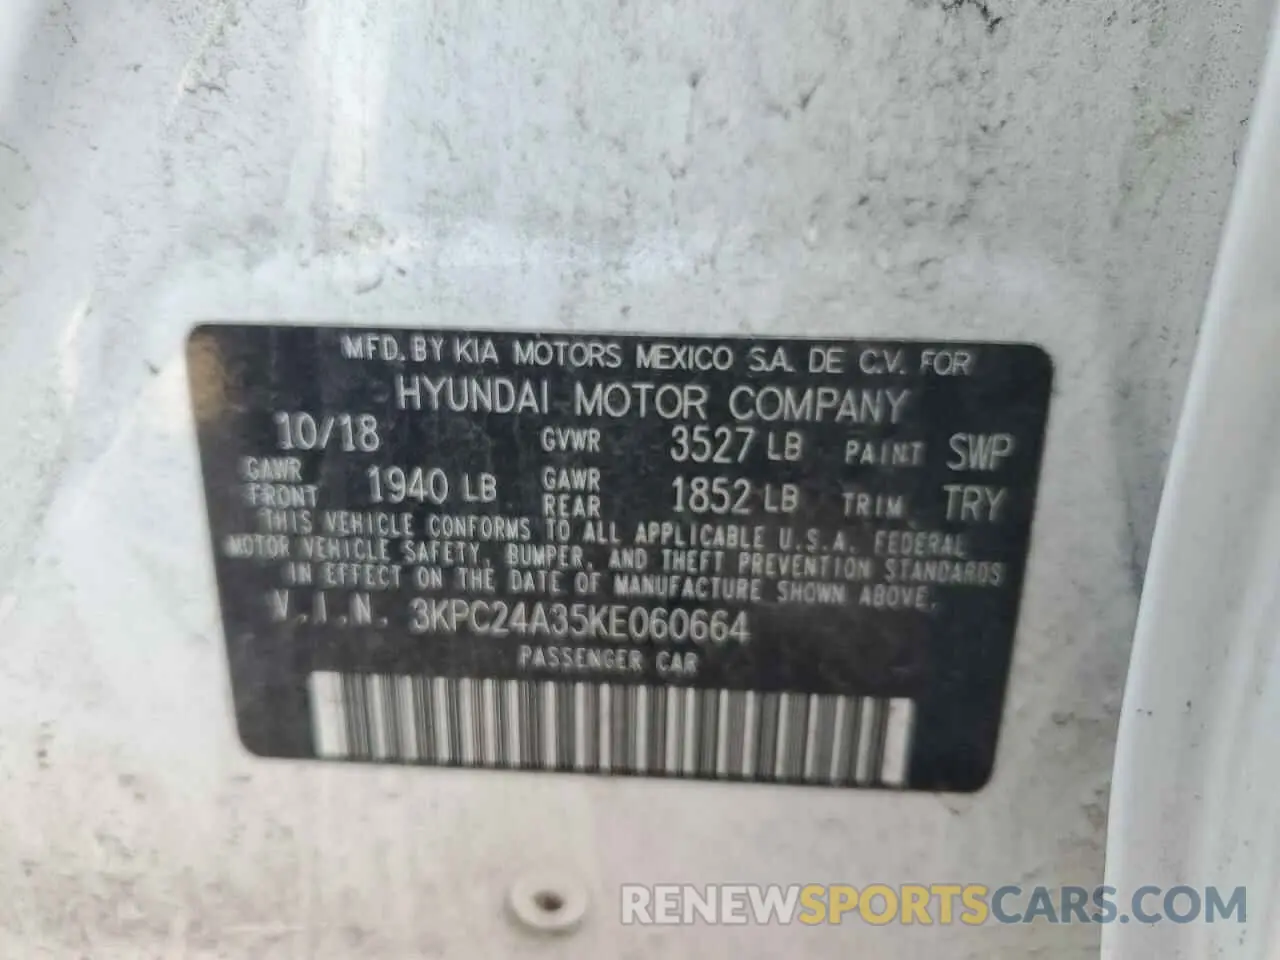 MFD. BY KIA MOTORS MEXICO S.A. DE C.V. FOR
HYUNDAI MOTOR COMPANY
10/18 GVWR 3527 LB PAINT SWP
GAWR FRONT 1940 LB GAWR REAR 1852 LB TRIM TRY
THIS VEHICLE CONFORMS TO ALL APPLICABLE U.S.A. FEDERAL
MOTOR VEHICLE SAFETY, BUMPER, AND THEFT PREVENTION STANDARDS
IN EFFECT ON THE DATE OF MANUFACTURE SHOWN ABOVE.
V.I.N. 3KPC24A35KE060664
PASSENGER CAR
RENEWSPORTSCARS.COM